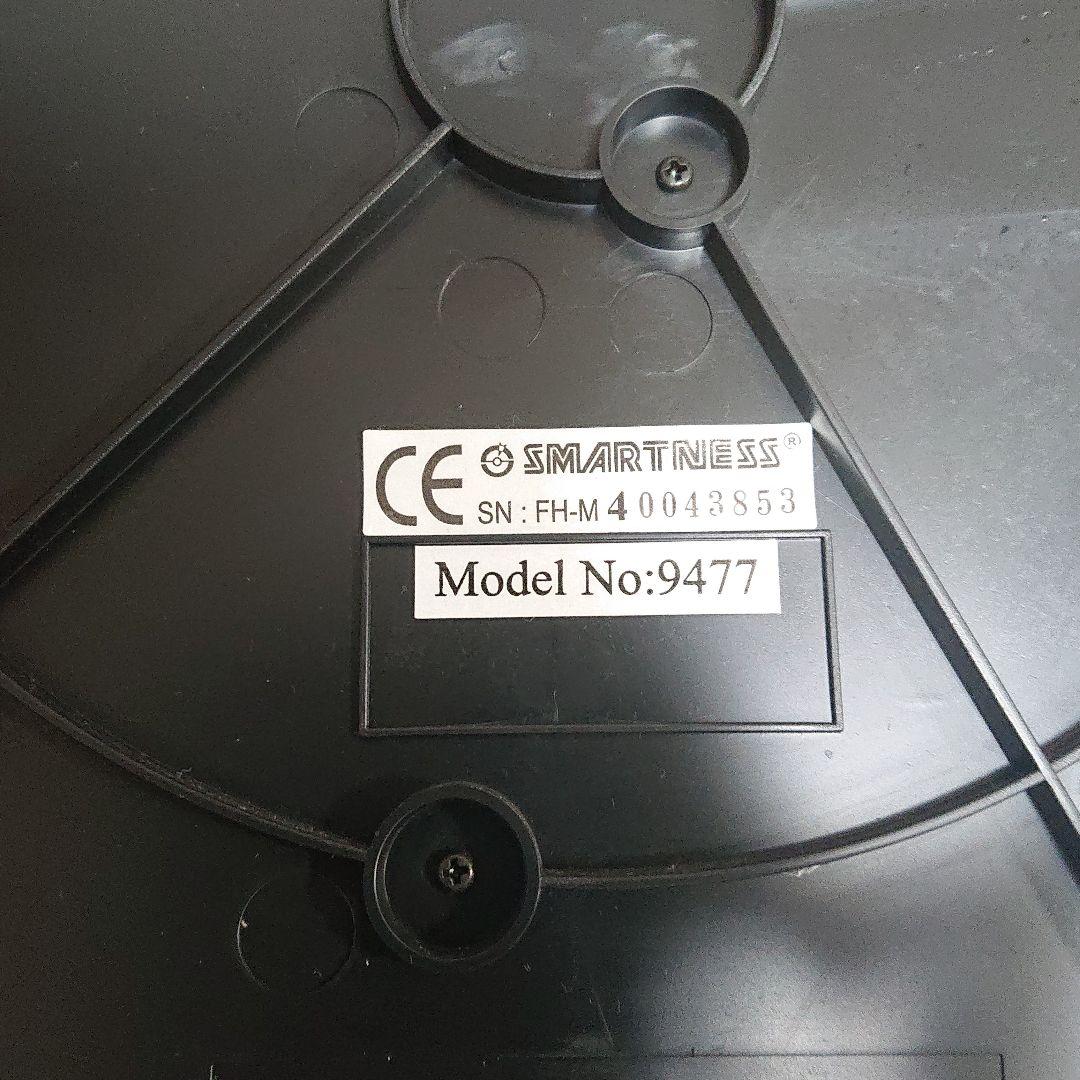 CE SMARTNESS®
SN : FH-M 40043853
Model No:9477